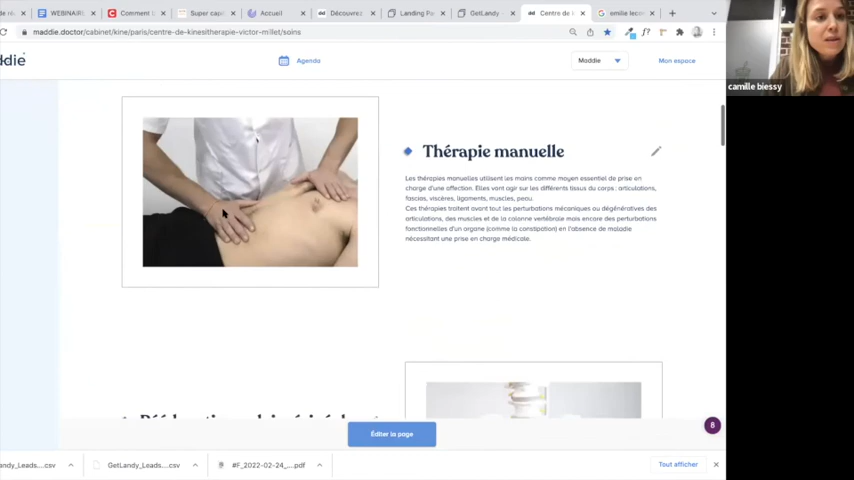 WEBINAIRE
Comment
Super cap
Accueil
Découvrez
Landing Pa
GetLandy
Centre de
emilie lecon
maddie.doctor/cabinet/kine/paris/centre-de-kinesitherapie-victor-millet/soins
camille biessy
ddie
Agenda
Maddie
Mon espace
Thérapie manuelle
Les thérapies manuelles utilisent les mains comme moyen essentiel de prise en
charge d'une affection. Elles vont agir sur les différents tissus du corps : articulations,
fascias, viscères, ligaments, muscles, peau
Ces thérapies traitent avant tout les perturbations mécaniques ou dégénératives des
articulations, des muscles et de la colonne vertébrale mais encore des perturbations
fonctionnelles d'un organe (comme la constipation) en l'absence de maladie
nécessitant une prise en charge médicale.
Éditer la page
8
andy_Leads....csv
GetLandy_Leads....csv
#F_2022-02-24_....pdf
Tout afficher